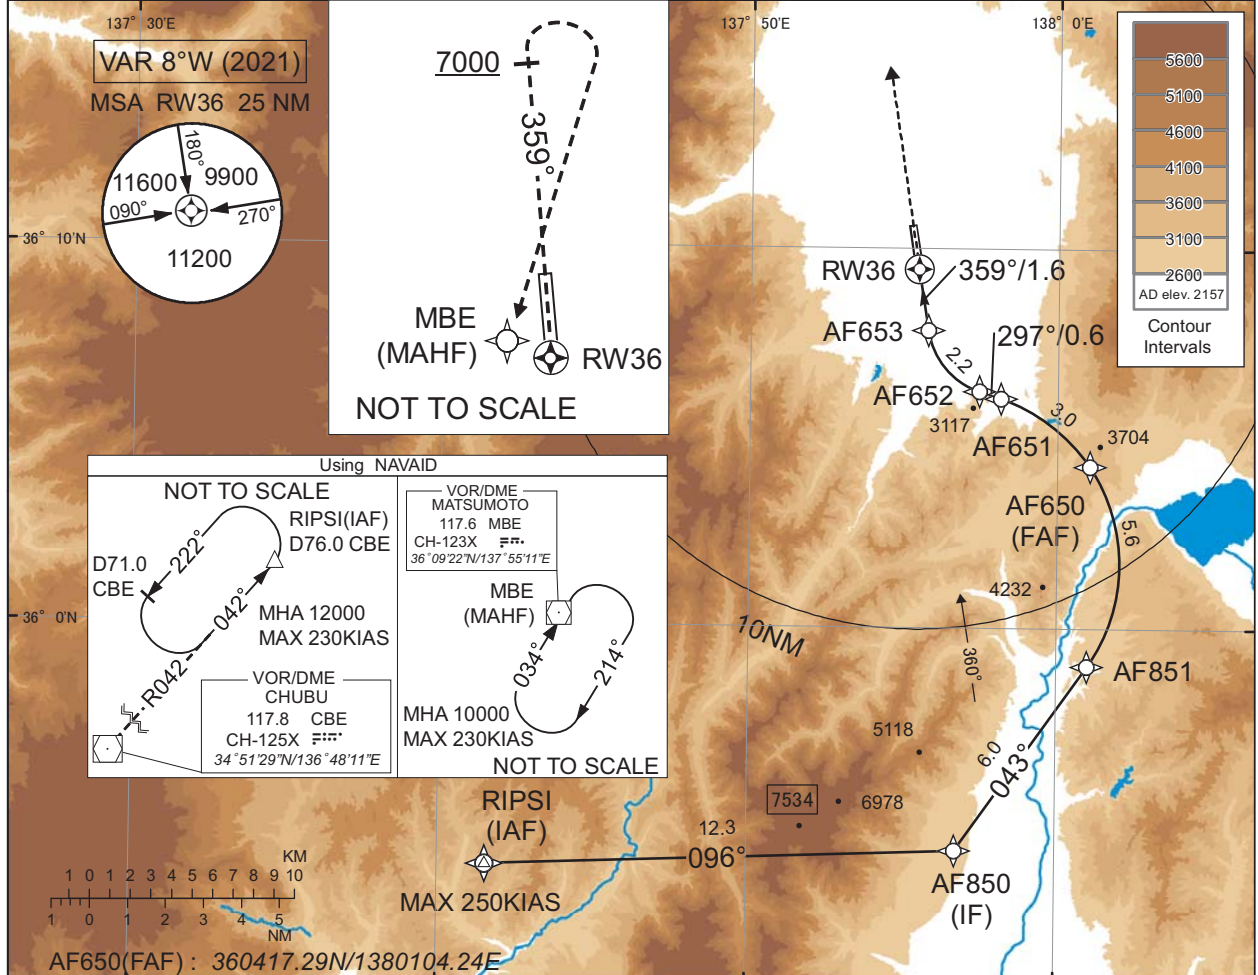 137° 30'E
137° 50'E
138° 0'E
VAR 8°W (2021)
MSA RW36 25 NM
180°
11600
9900
090°
270°
11200
36° 10'N
7000
359°
MBE
(MAHF)
RW36
NOT TO SCALE
5600
5100
4600
4100
3600
3100
2600
AD elev. 2157
Contour
Intervals
RW36
359°/1.6
AF653
297°/0.6
2.2
AF652
3117
AF651
3.0
3704
AF650
(FAF)
5.6
4232
10NM
360°
AF851
5118
6.0
043°
7534
6978
12.3
096°
AF850
(IF)
RIPSI
(IAF)
MAX 250KIAS
Using NAVAID
NOT TO SCALE
RIPSI(IAF)
D76.0 CBE
D71.0
CBE
222°
042°
MHA 12000
MAX 230KIAS
R042
VOR/DME
CHUBU
117.8 CBE
CH-125X
34°51'29"N/136°48'11"E
VOR/DME
MATSUMOTO
117.6 MBE
CH-123X
36°09'22"N/137°55'11"E
MBE
(MAHF)
034°
214°
MHA 10000
MAX 230KIAS
NOT TO SCALE
36° 0'N
KM
1 0 1 2 3 4 5 6 7 8 9 10
1 0 1 2 3 4 5
NM
AF650(FAF) : 360417.29N/1380104.24E